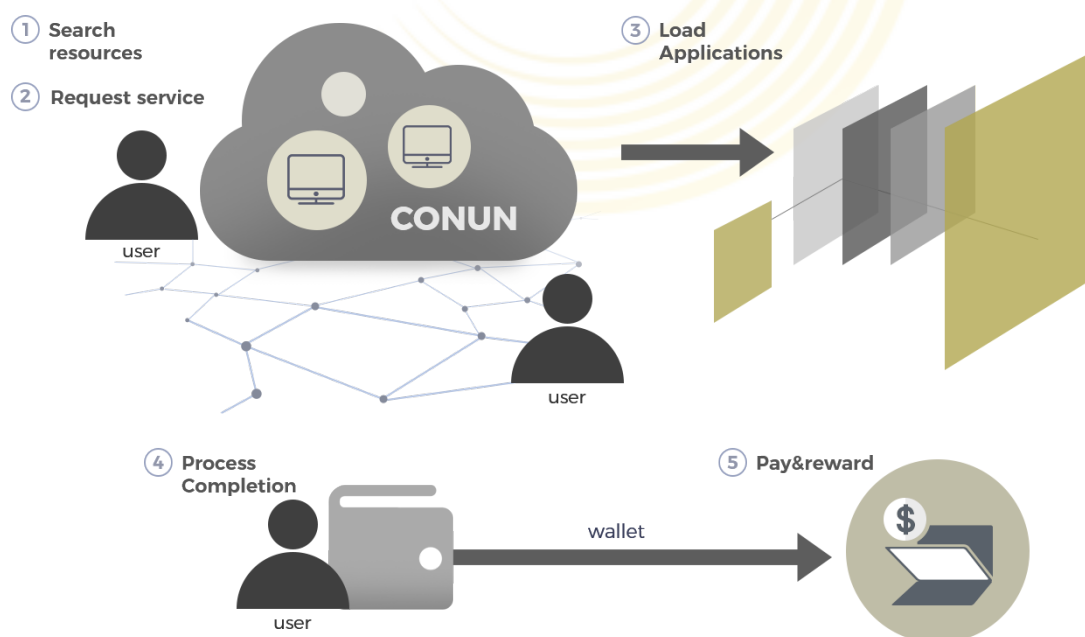 1 Search
resources
2 Request service
3 Load
Applications
CONUN
user
user
4 Process
Completion
5 Pay&reward
$
wallet
user